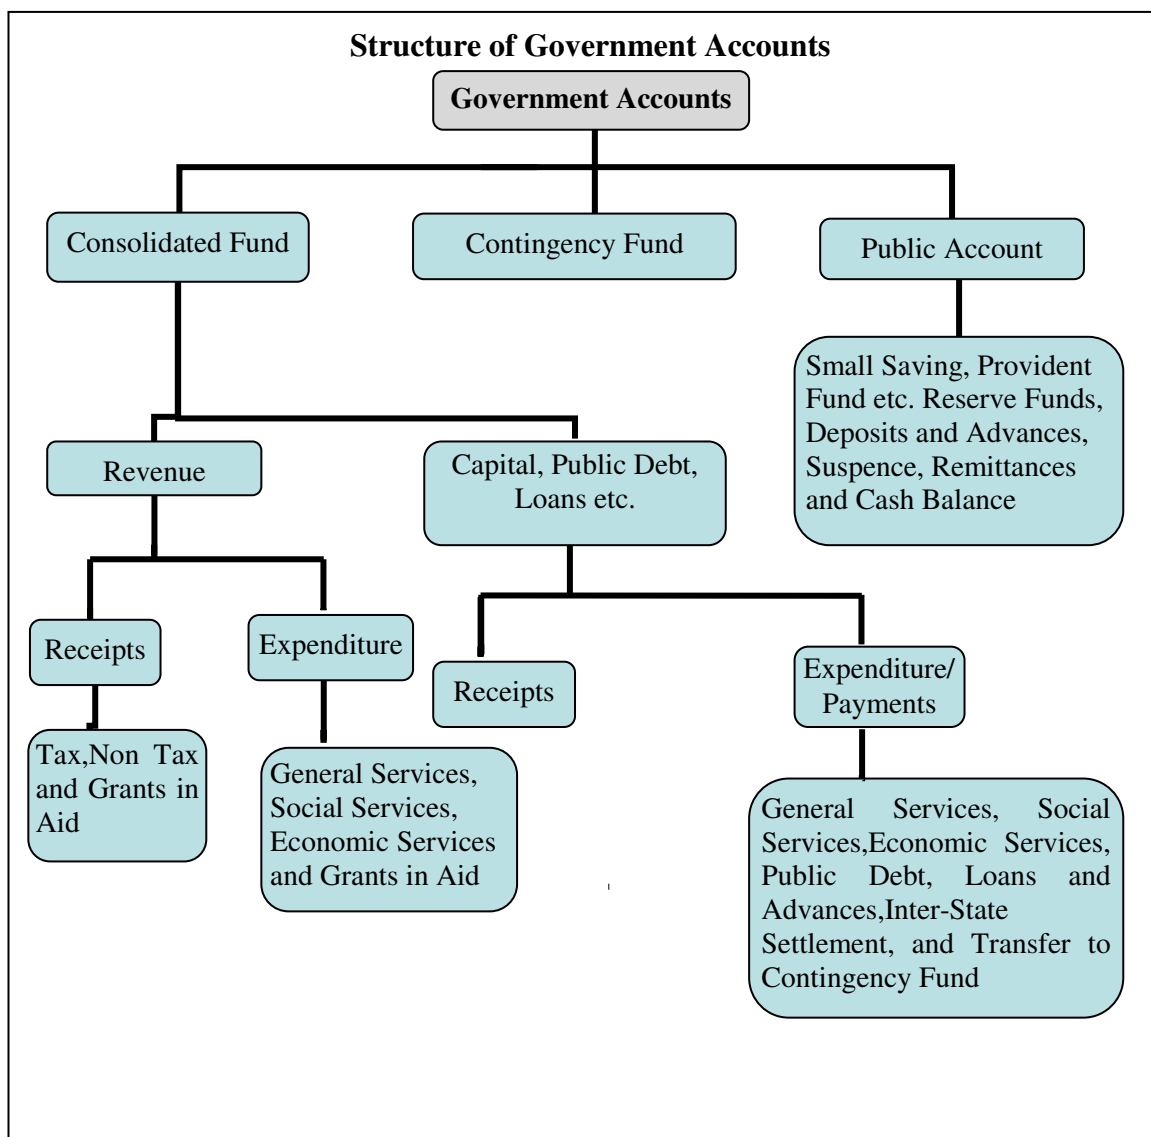 Structure of Government Accounts
Government Accounts
Consolidated Fund
Contingency Fund
Public Account
Small Saving, Provident
Fund etc. Reserve Funds,
Deposits and Advances,
Suspence, Remittances
and Cash Balance
Revenue
Capital, Public Debt,
Loans etc.
Receipts
Expenditure
Receipts
Expenditure/
Payments
Tax,Non Tax
and Grants in
Aid
General Services,
Social Services,
Economic Services
and Grants in Aid
General Services, Social
Services,Economic Services,
Public Debt, Loans and
Advances,Inter-State
Settlement, and Transfer to
Contingency Fund